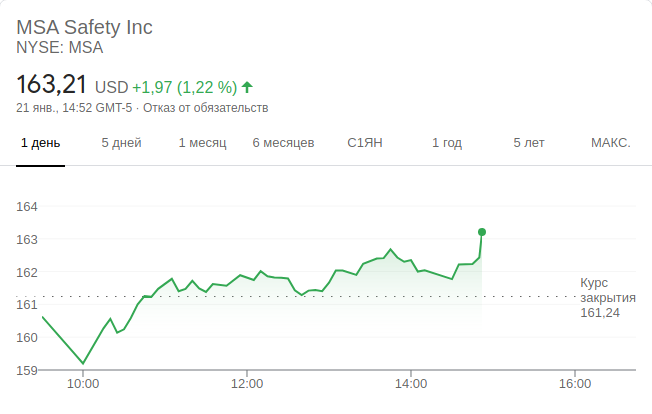 MSA Safety Inc
NYSE: MSA
163,21 USD +1,97 (1,22 %)
21 янв., 14:52 GMT-5 · Отказ от обязательств
1 день 5 дней 1 месяц 6 месяцев С1ЯН 1 год 5 лет МАКС.
164
163
162
161
160
159
Курс
закрытия
161,24
10:00 12:00 14:00 16:00